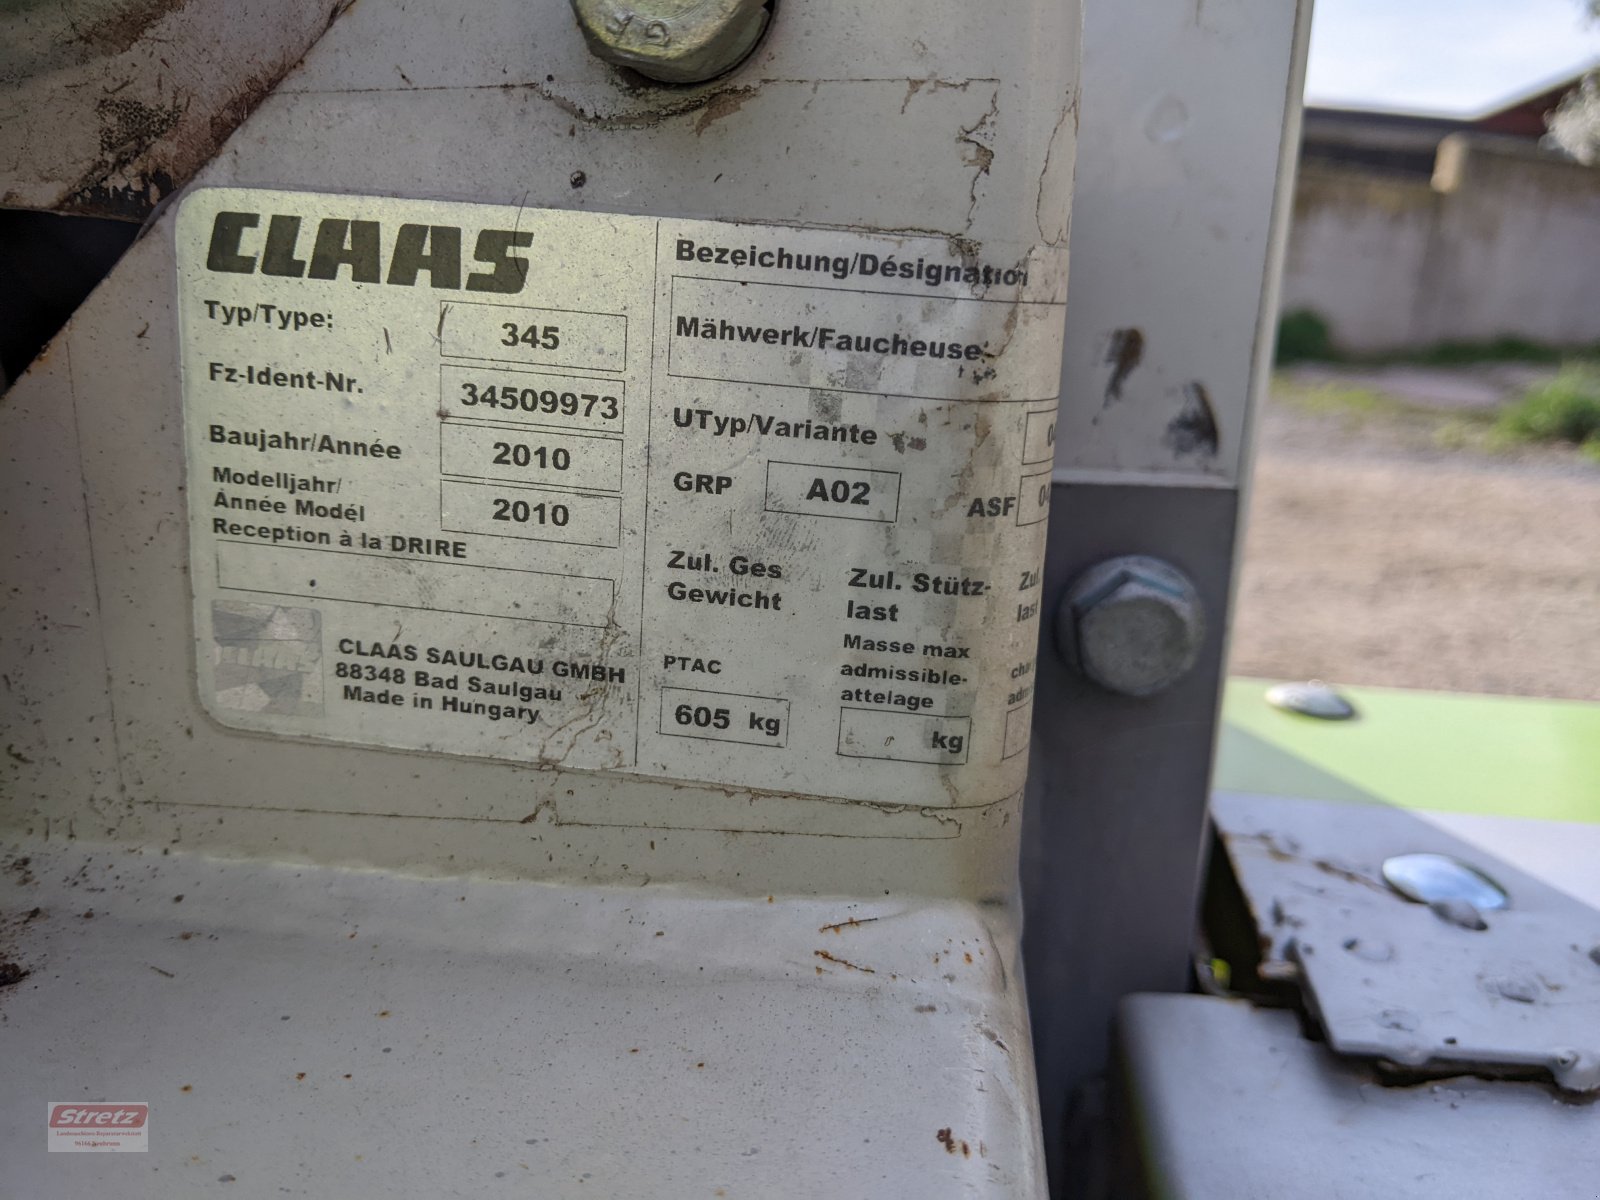 CLAAS
Typ/Type:
345
Fz-Ident-Nr.
34509973
Baujahr/Année
2010
Modelljahr/
Année Modél
2010
Reception à la DRIRE
CLAAS SAULGAU GMBH
88348 Bad Saulgau
Made in Hungary
Bezeichung/Désignation
Mähwerk/Faucheuse
UTyp/Variante
GRP
A02
ASF
Zul. Ges
Gewicht
PTAC
605 kg
Zul. Stütz-
last
Masse max
admissible-
attelage
kg
Stretz